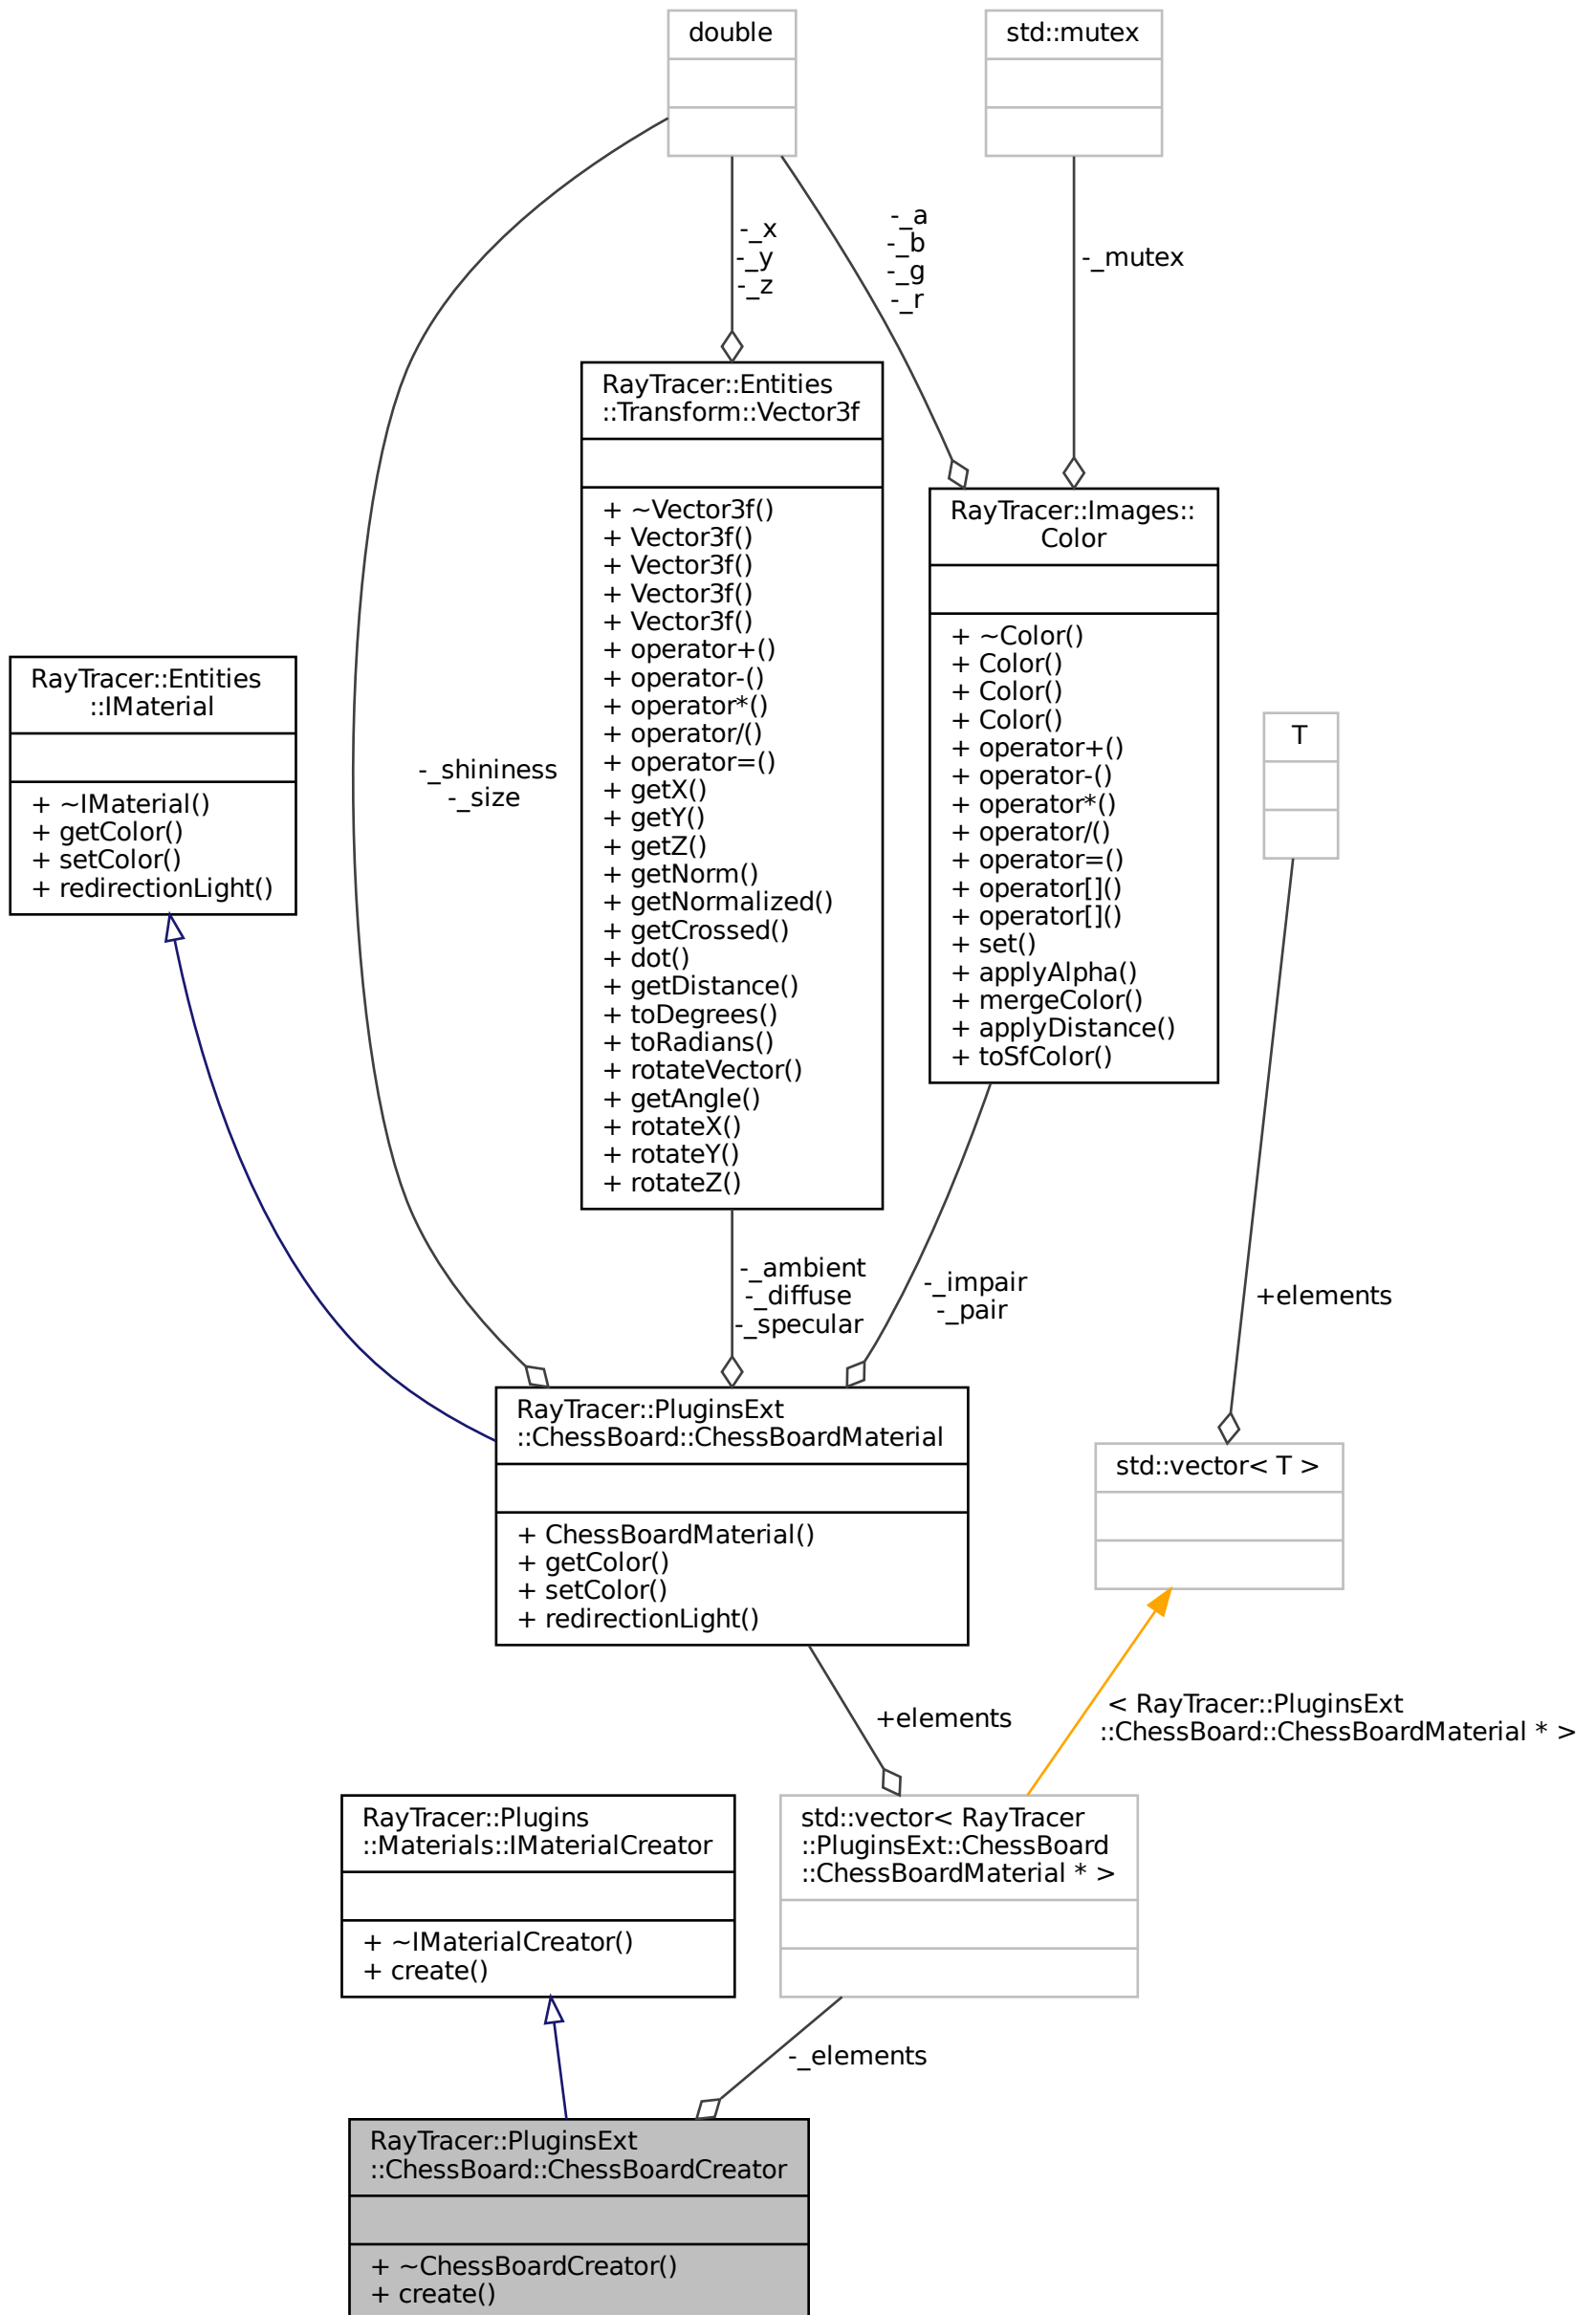 double
std::mutex
-_x
-_y
-_z
-_a
-_b
-_g
-_r
-_mutex
RayTracer::Entities
::Transform::Vector3f
+ ~Vector3f()
+ Vector3f()
+ Vector3f()
+ Vector3f()
+ Vector3f()
+ operator+()
+ operator-()
+ operator*()
+ operator/()
+ operator=()
+ getX()
+ getY()
+ getZ()
+ getNorm()
+ getNormalized()
+ getCrossed()
+ dot()
+ getDistance()
+ toDegrees()
+ toRadians()
+ rotateVector()
+ getAngle()
+ rotateX()
+ rotateY()
+ rotateZ()
RayTracer::Images::
Color
+ ~Color()
+ Color()
+ Color()
+ Color()
+ operator+()
+ operator-()
+ operator*()
+ operator/()
+ operator=()
+ operator[]()
+ operator[]()
+ set()
+ applyAlpha()
+ mergeColor()
+ applyDistance()
+ toSfColor()
RayTracer::Entities
::IMaterial
+ ~IMaterial()
+ getColor()
+ setColor()
+ redirectionLight()
-_shininess
-_size
T
-_ambient
-_diffuse
-_specular
-_impair
-_pair
+elements
RayTracer::PluginsExt
::ChessBoard::ChessBoardMaterial
+ ChessBoardMaterial()
+ getColor()
+ setColor()
+ redirectionLight()
std::vector< T >
+elements
< RayTracer::PluginsExt
::ChessBoard::ChessBoardMaterial * >
RayTracer::Plugins
::Materials::IMaterialCreator
+ ~IMaterialCreator()
+ create()
std::vector< RayTracer
::PluginsExt::ChessBoard
::ChessBoardMaterial * >
-_elements
RayTracer::PluginsExt
::ChessBoard::ChessBoardCreator
+ ~ChessBoardCreator()
+ create()